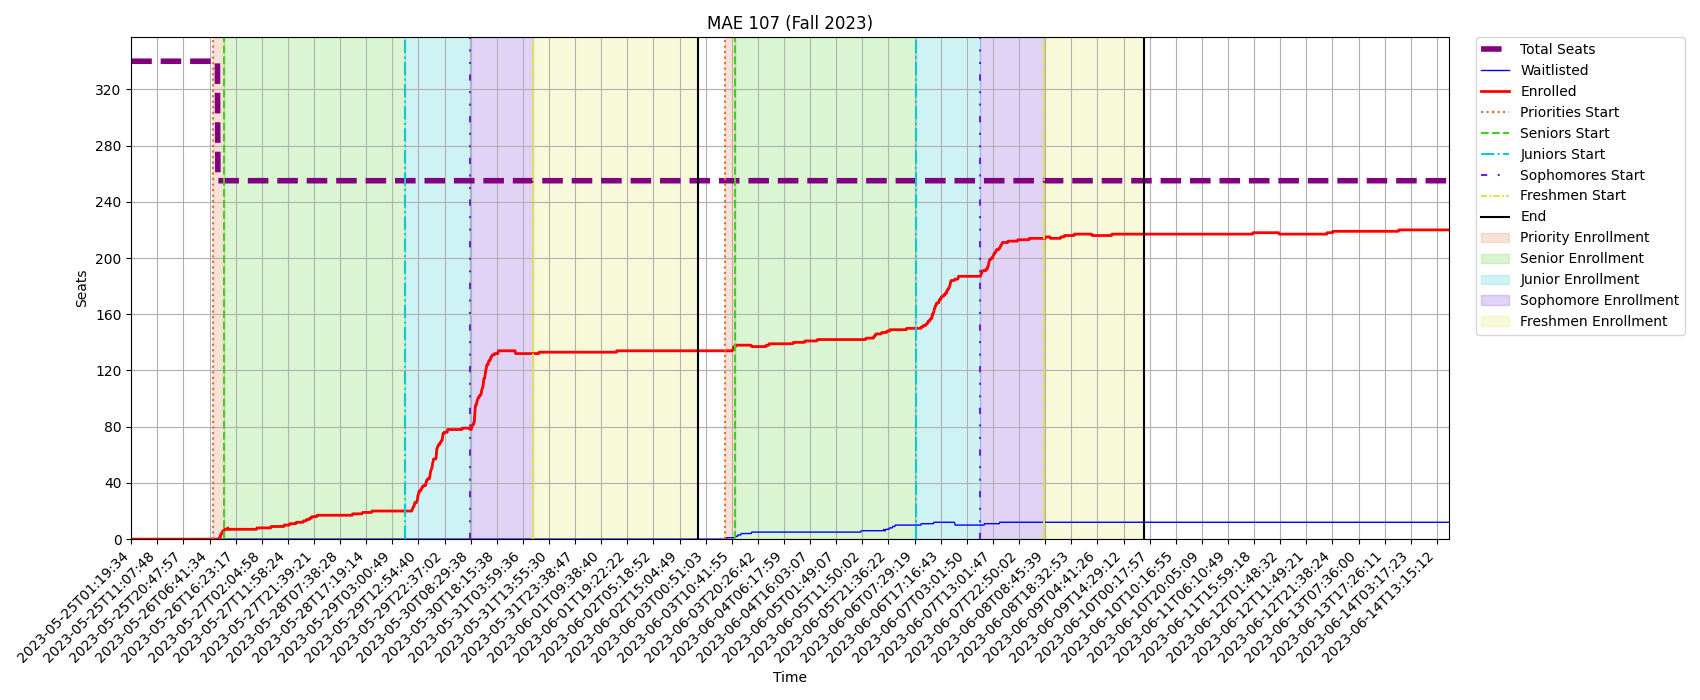 MAE 107 (Fall 2023)
Total Seats
Waitlisted
Enrolled
Priorities Start
Seniors Start
Juniors Start
Sophomores Start
Freshmen Start
End
Priority Enrollment
Senior Enrollment
Junior Enrollment
Sophomore Enrollment
Freshmen Enrollment
Seats
320
280
240
200
160
120
80
40
0
2023-05-25T01:19:34
2023-05-25T11:07:48
2023-05-25T20:47:57
2023-05-26T06:41:34
2023-05-26T16:23:17
2023-05-27T02:04:58
2023-05-27T11:58:24
2023-05-27T21:39:21
2023-05-28T07:38:28
2023-05-28T17:19:14
2023-05-29T03:00:49
2023-05-29T12:54:40
2023-05-29T22:37:02
2023-05-30T08:29:38
2023-05-30T18:15:38
2023-05-31T03:59:36
2023-05-31T13:55:30
2023-05-31T23:38:47
2023-06-01T09:38:40
2023-06-01T19:22:22
2023-06-02T05:18:52
2023-06-02T15:04:49
2023-06-03T00:51:03
2023-06-03T10:41:55
2023-06-03T20:26:42
2023-06-04T06:17:59
2023-06-04T16:03:07
2023-06-05T01:49:07
2023-06-05T11:50:02
2023-06-05T21:36:22
2023-06-06T07:29:19
2023-06-06T17:16:43
2023-06-07T03:01:50
2023-06-07T13:01:47
2023-06-07T22:50:02
2023-06-08T08:45:39
2023-06-08T18:32:53
2023-06-09T04:41:26
2023-06-09T14:29:12
2023-06-10T00:17:57
2023-06-10T10:16:55
2023-06-10T20:05:09
2023-06-11T06:10:49
2023-06-11T15:59:18
2023-06-12T01:48:32
2023-06-12T11:49:21
2023-06-12T21:38:24
2023-06-13T07:36:00
2023-06-13T17:26:11
2023-06-14T03:17:23
2023-06-14T13:15:12
Time